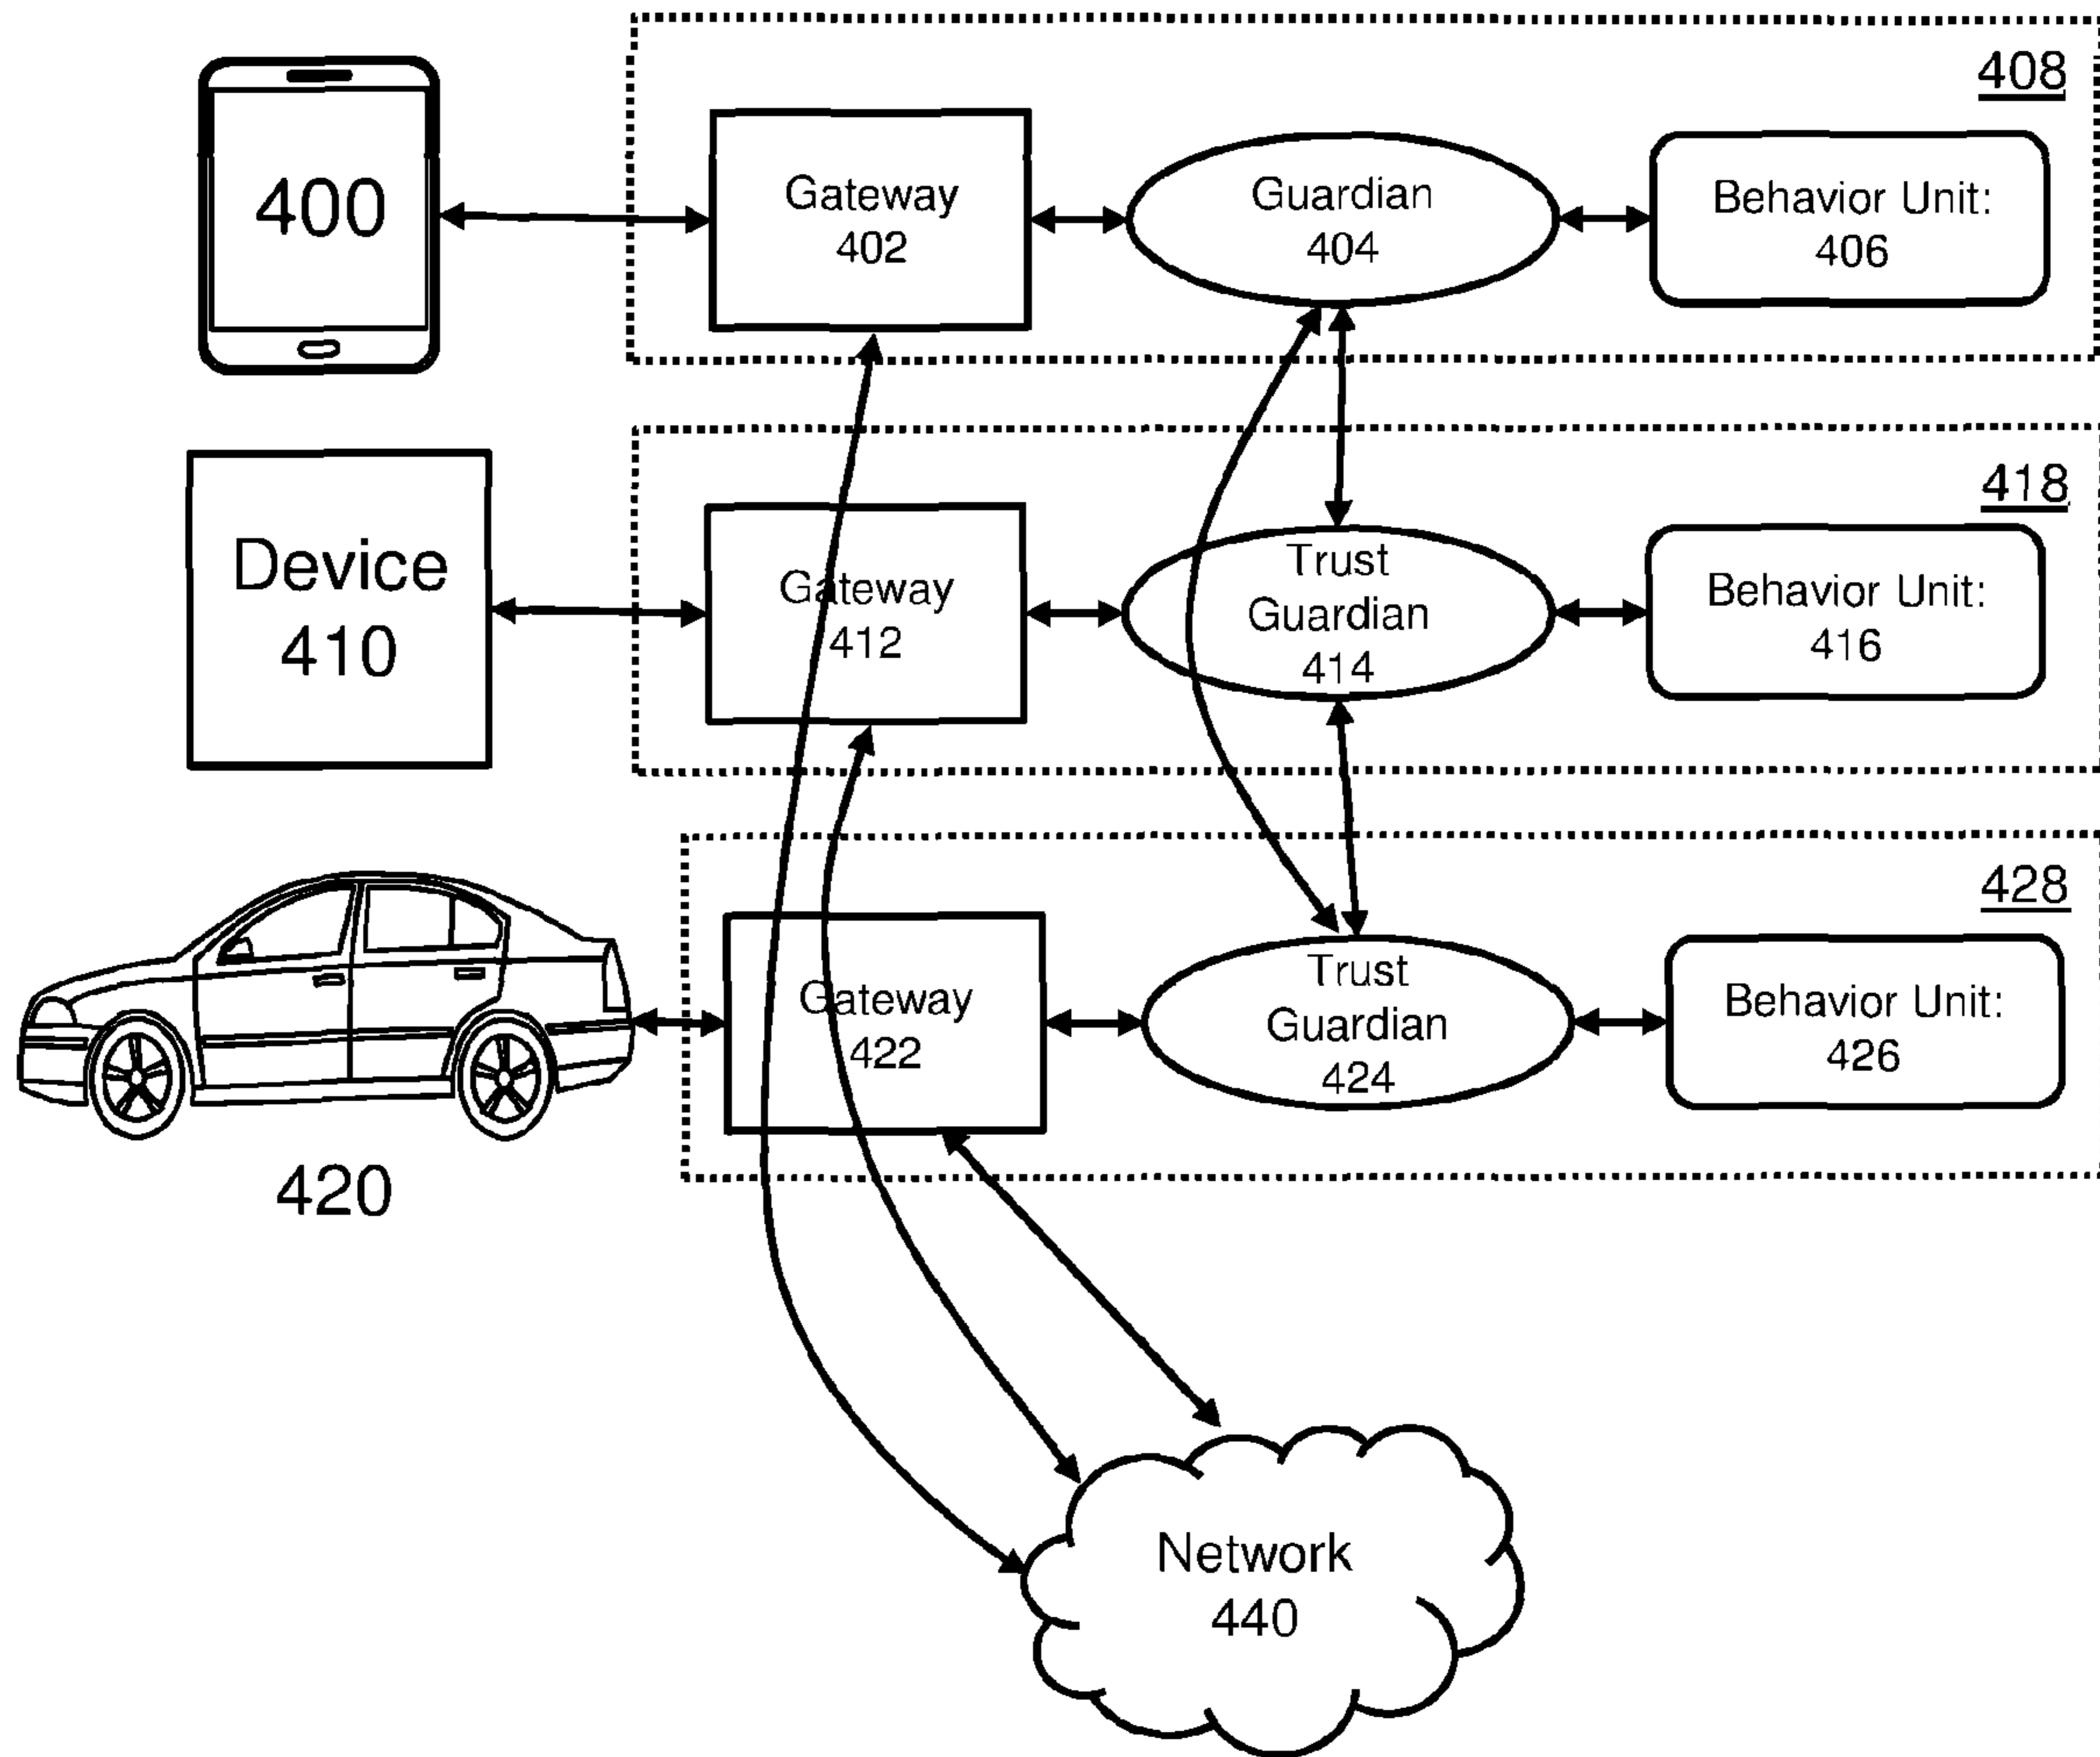 408
400
Gateway
402
Guardian
404
Behavior Unit:
406
418
Device
410
Gateway
412
Trust
Guardian
414
Behavior Unit:
416
428
Gateway
422
Trust
Guardian
424
Behavior Unit:
426
420
Network
440